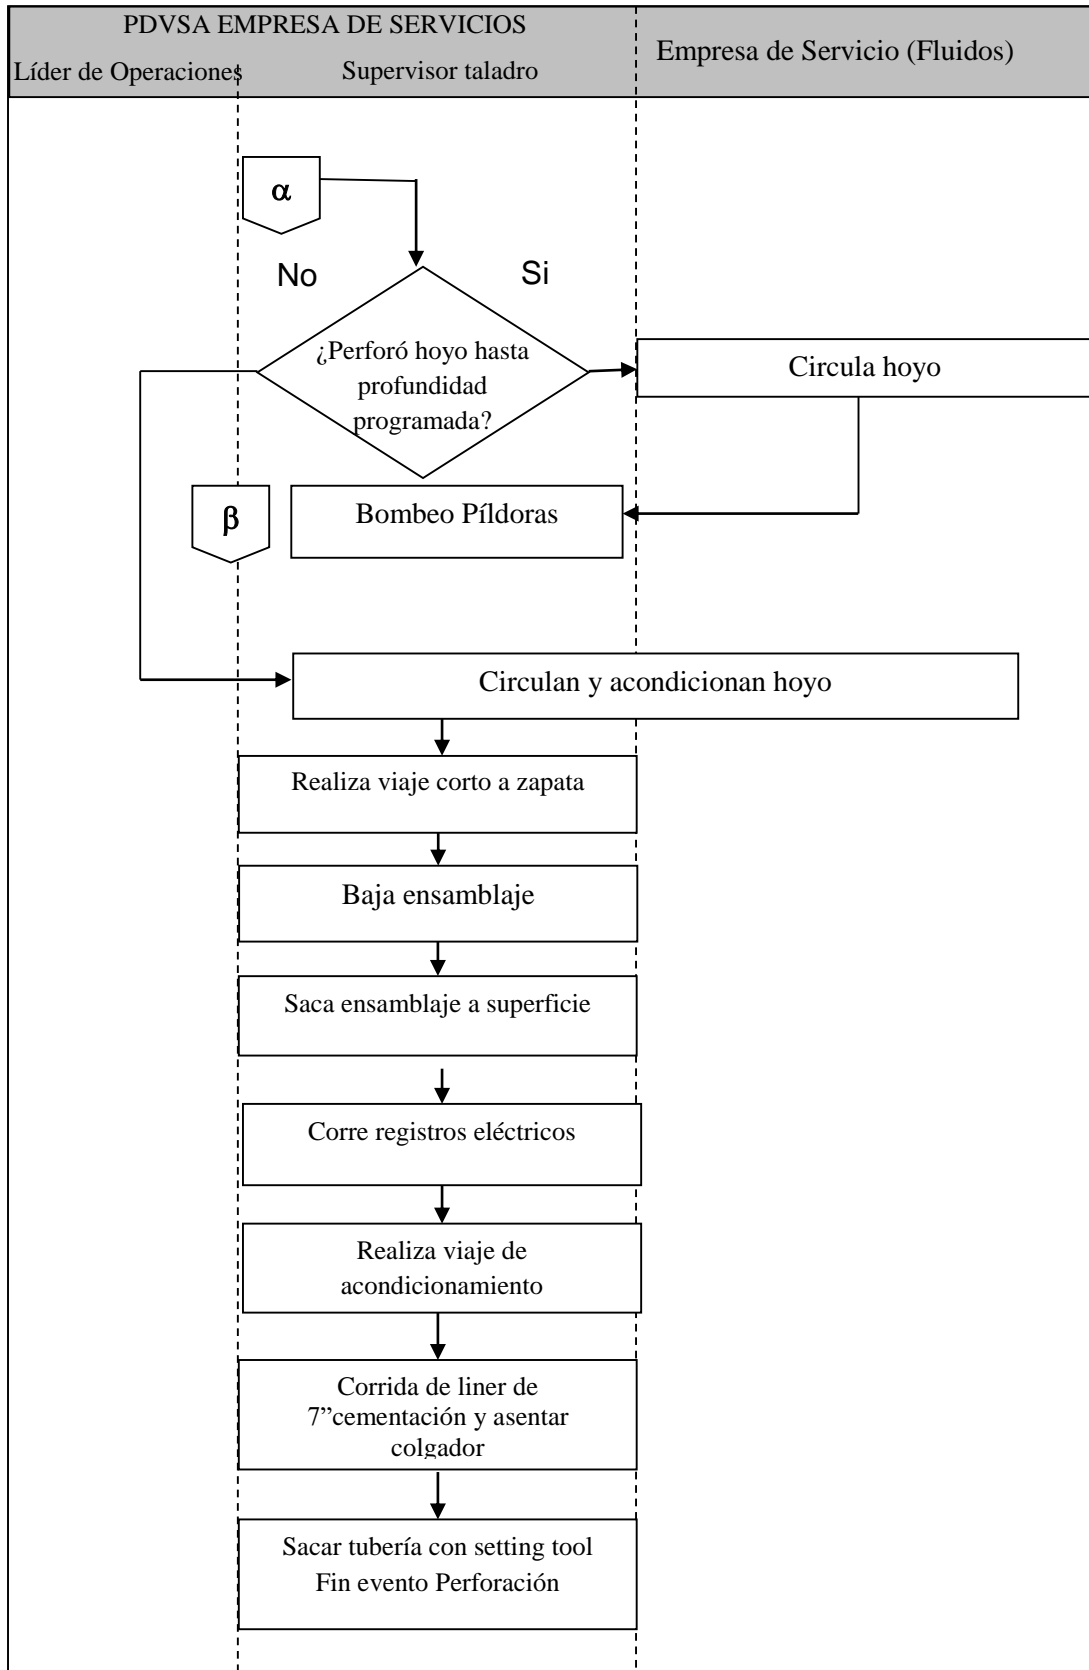 PDVSA EMPRESA DE SERVICIOS
Líder de Operaciones
Supervisor taladro
Empresa de Servicio (Fluidos)
α
No
Si
¿Perforó hoyo hasta
profundidad
programada?
Circula hoyo
β
Bombeo Píldoras
Circulan y acondicionan hoyo
Realiza viaje corto a zapata
Baja ensamblaje
Saca ensamblaje a superficie
Corre registros eléctricos
Realiza viaje de
acondicionamiento
Corrida de liner de
7”cementación y asentar
colgador
Sacar tubería con setting tool
Fin evento Perforación